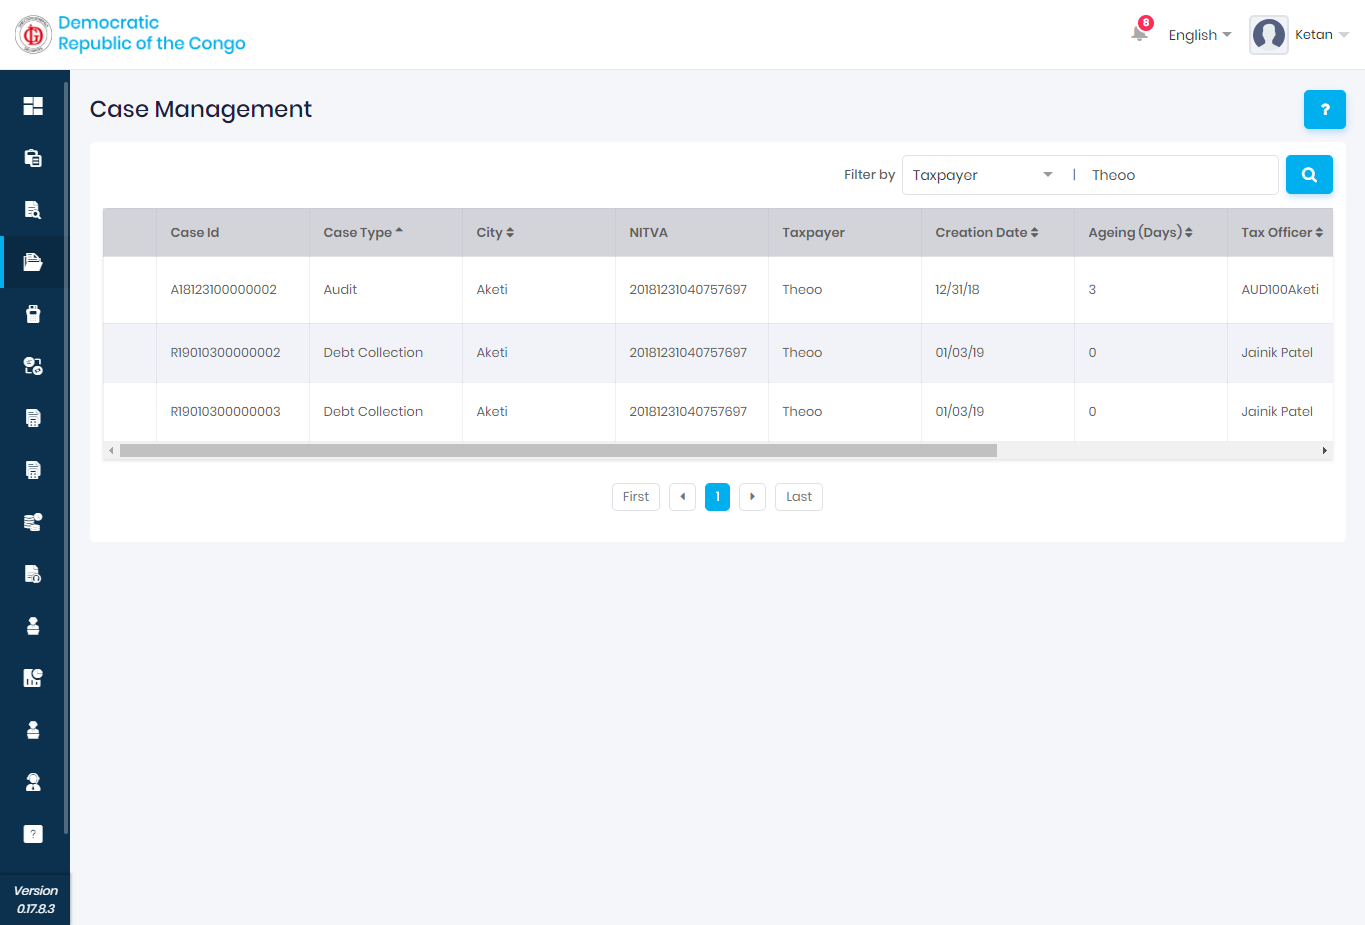 Democratic
Republic of the Congo
8
English
Ketan
Case Management
?
Filter by Taxpayer | Theoo
Case Id Case Type City NITVA Taxpayer Creation Date Ageing (Days) Tax Officer
A18123100000002 Audit Aketi 20181231040757697 Theoo 12/31/18 3 AUD100Aketi
R19010300000002 Debt Collection Aketi 20181231040757697 Theoo 01/03/19 0 Jainik Patel
R19010300000003 Debt Collection Aketi 20181231040757697 Theoo 01/03/19 0 Jainik Patel
First 1 Last
?
Version
0.17.8.3